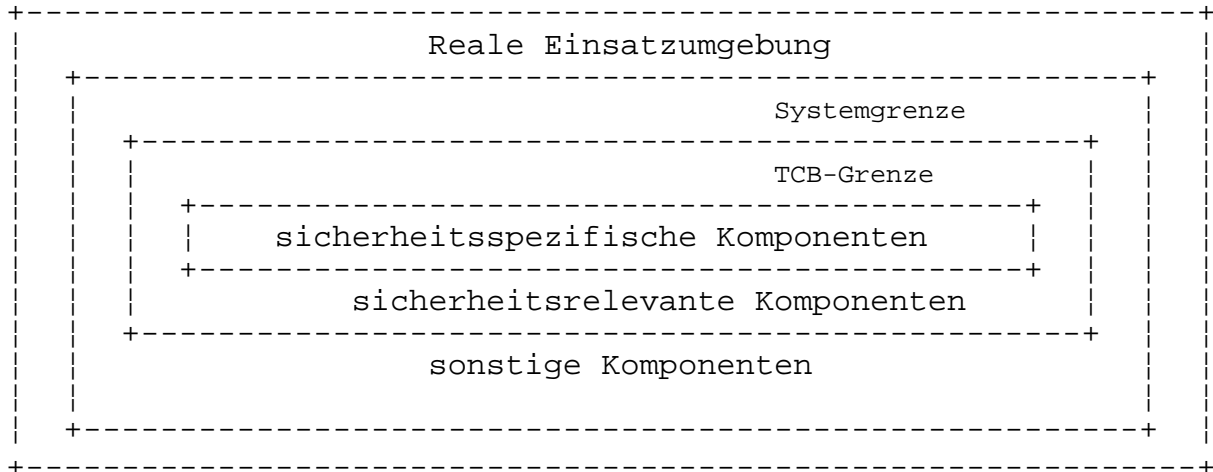 Reale Einsatzumgebung
Systemgrenze
TCB-Grenze
sicherheitsspezifische Komponenten
sicherheitsrelevante Komponenten
sonstige Komponenten